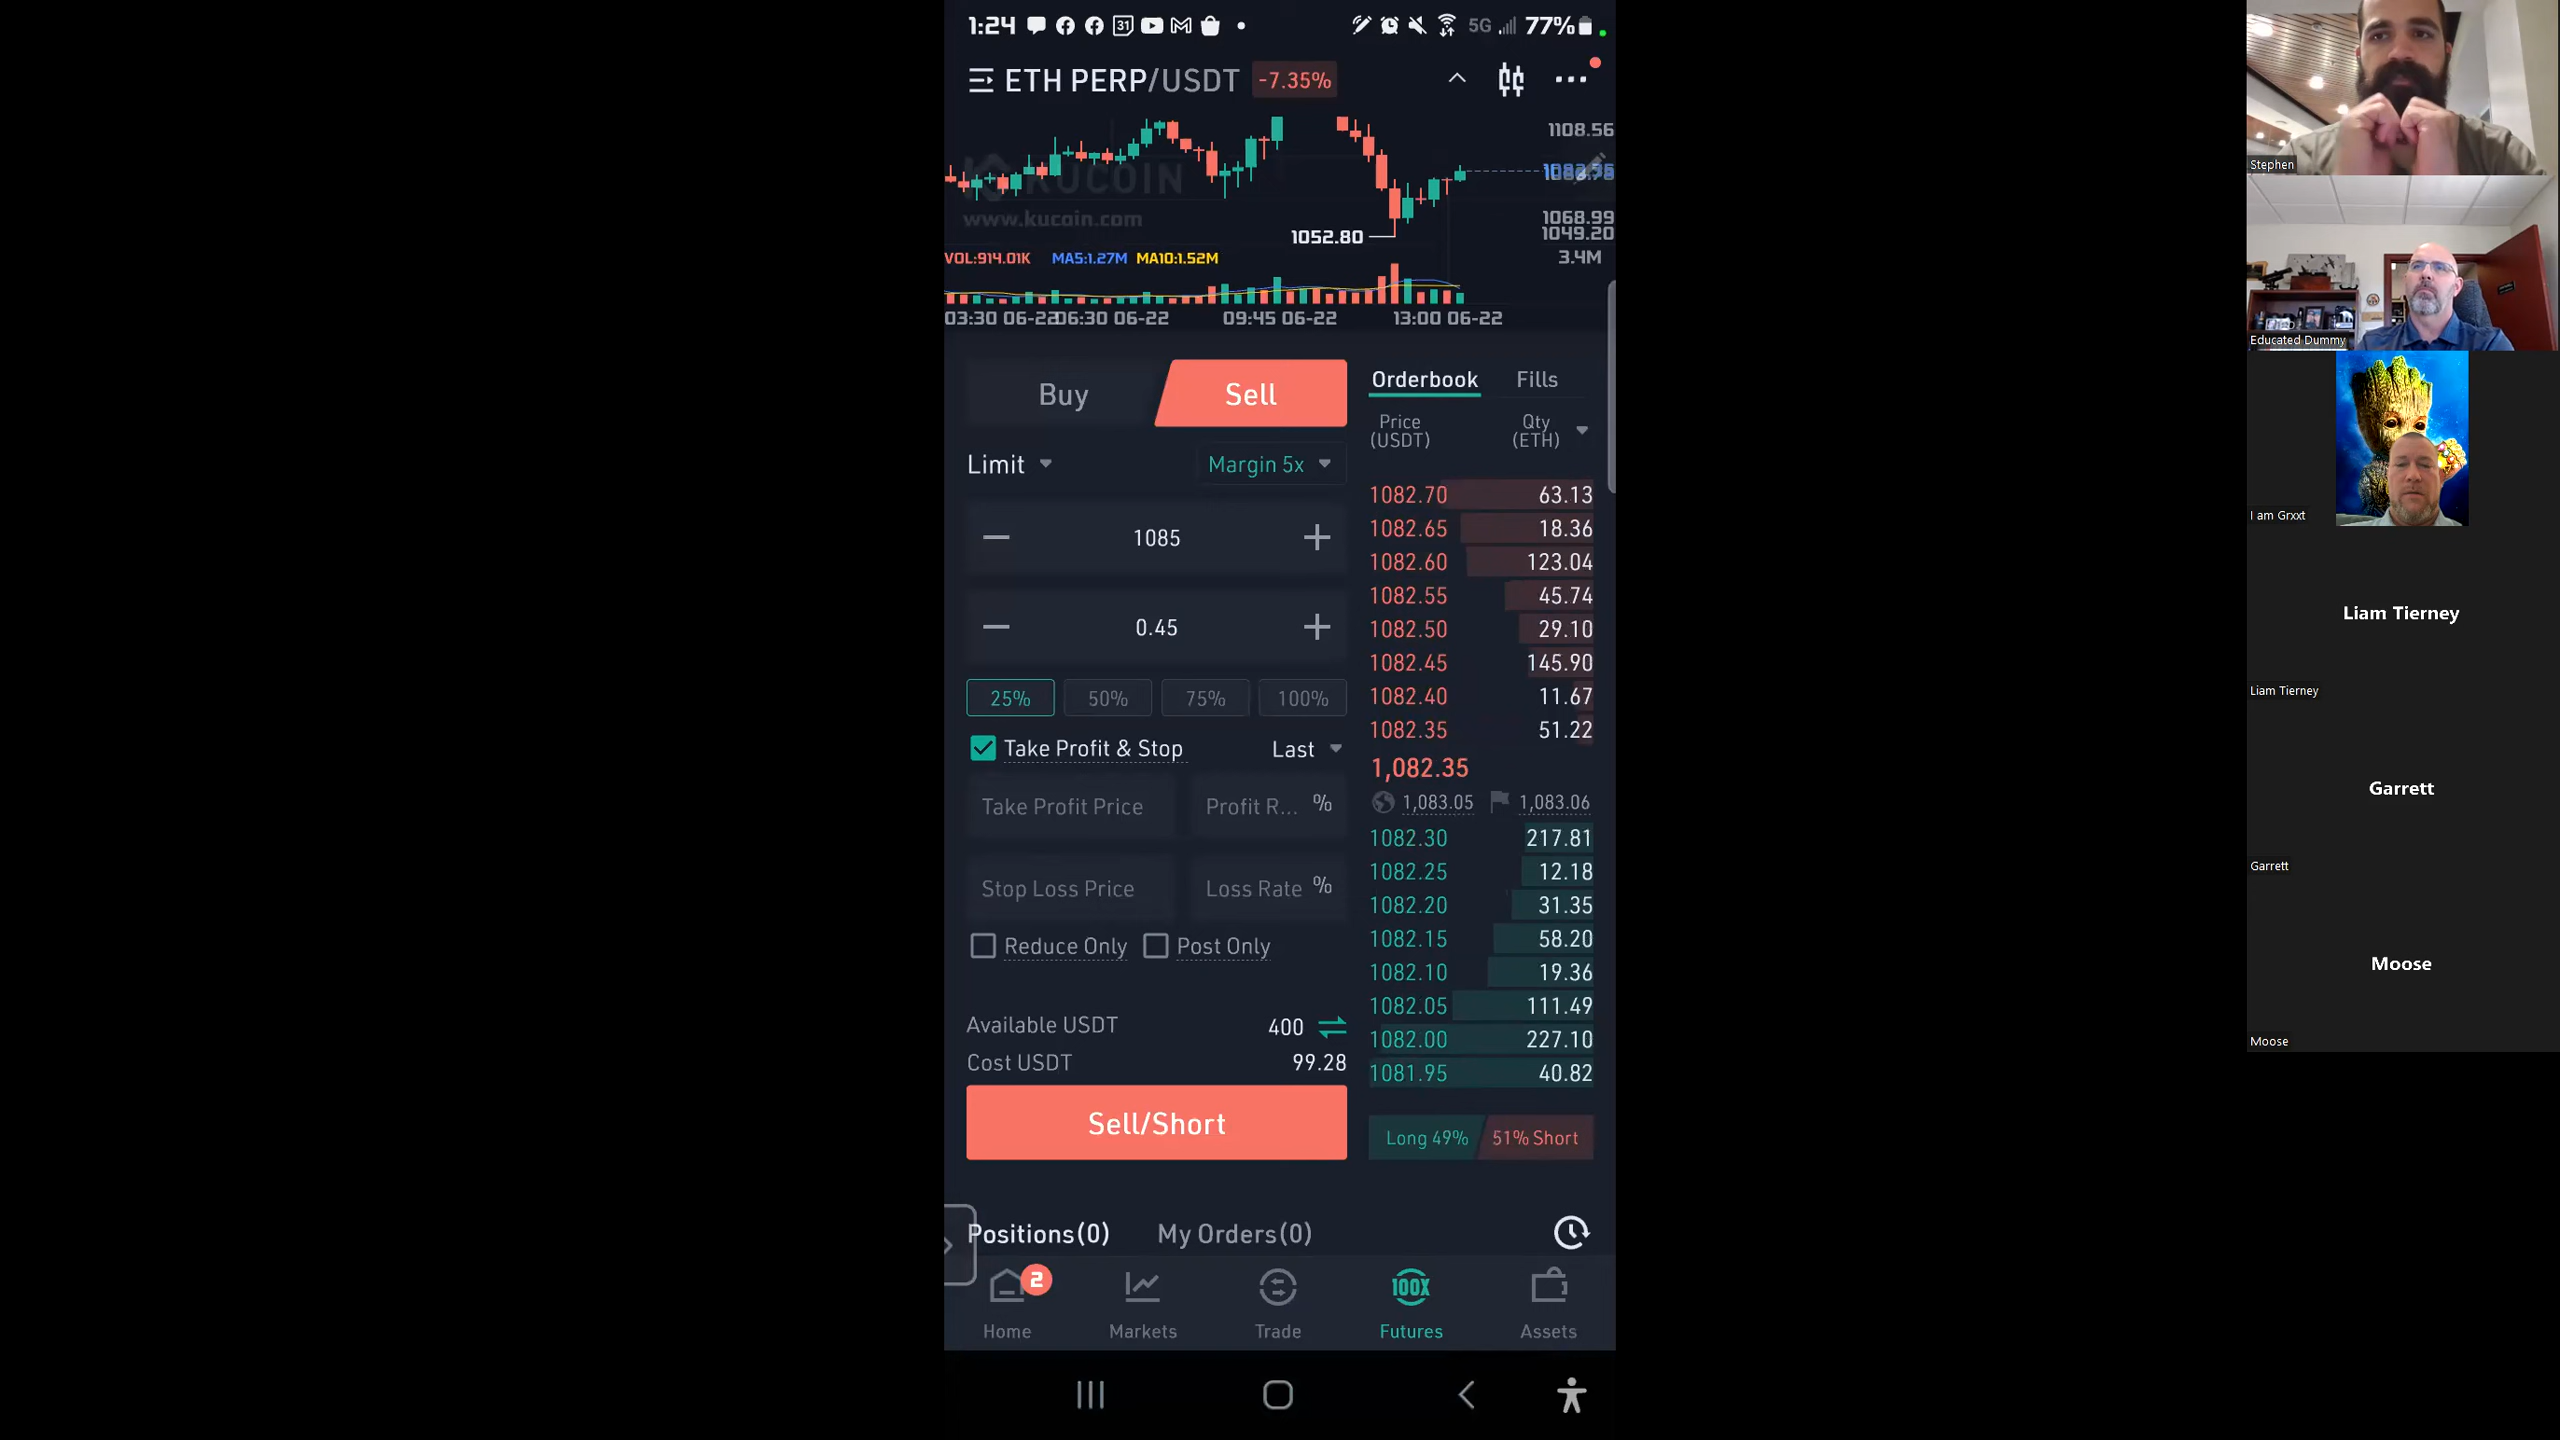 1:24
31
5G
77%
ETH PERP/USDT
-7.35%
1108.56
KUCOIN
www.kucoin.com
1052.80
1068.99
1049.20
VOL:914.01K MA5:1.27M MA10:1.52M
3.4M
03:30 06-22
06:30 06-22
09:45 06-22
13:00 06-22
Buy
Sell
Limit
Margin 5x
1085
0.45
25%
50%
75%
100%
Take Profit & Stop
Last
Take Profit Price
Profit R... %
Stop Loss Price
Loss Rate %
Reduce Only
Post Only
Available USDT
400
Cost USDT
99.28
Sell/Short
Orderbook
Fills
Price
(USDT)
Qty
(ETH)
1082.70 63.13
1082.65 18.36
1082.60 123.04
1082.55 45.74
1082.50 29.10
1082.45 145.90
1082.40 11.67
1082.35 51.22
1,082.35
1,083.05
1,083.06
1082.30 217.81
1082.25 12.18
1082.20 31.35
1082.15 58.20
1082.10 19.36
1082.05 111.49
1082.00 227.10
1081.95 40.82
Long 49%
51% Short
Positions(0)
My Orders(0)
2
100X
Home
Markets
Trade
Futures
Assets
Stephen
Educated Dummy
I am Grxxt
Liam Tierney
Liam Tierney
Garrett
Garrett
Moose
Moose